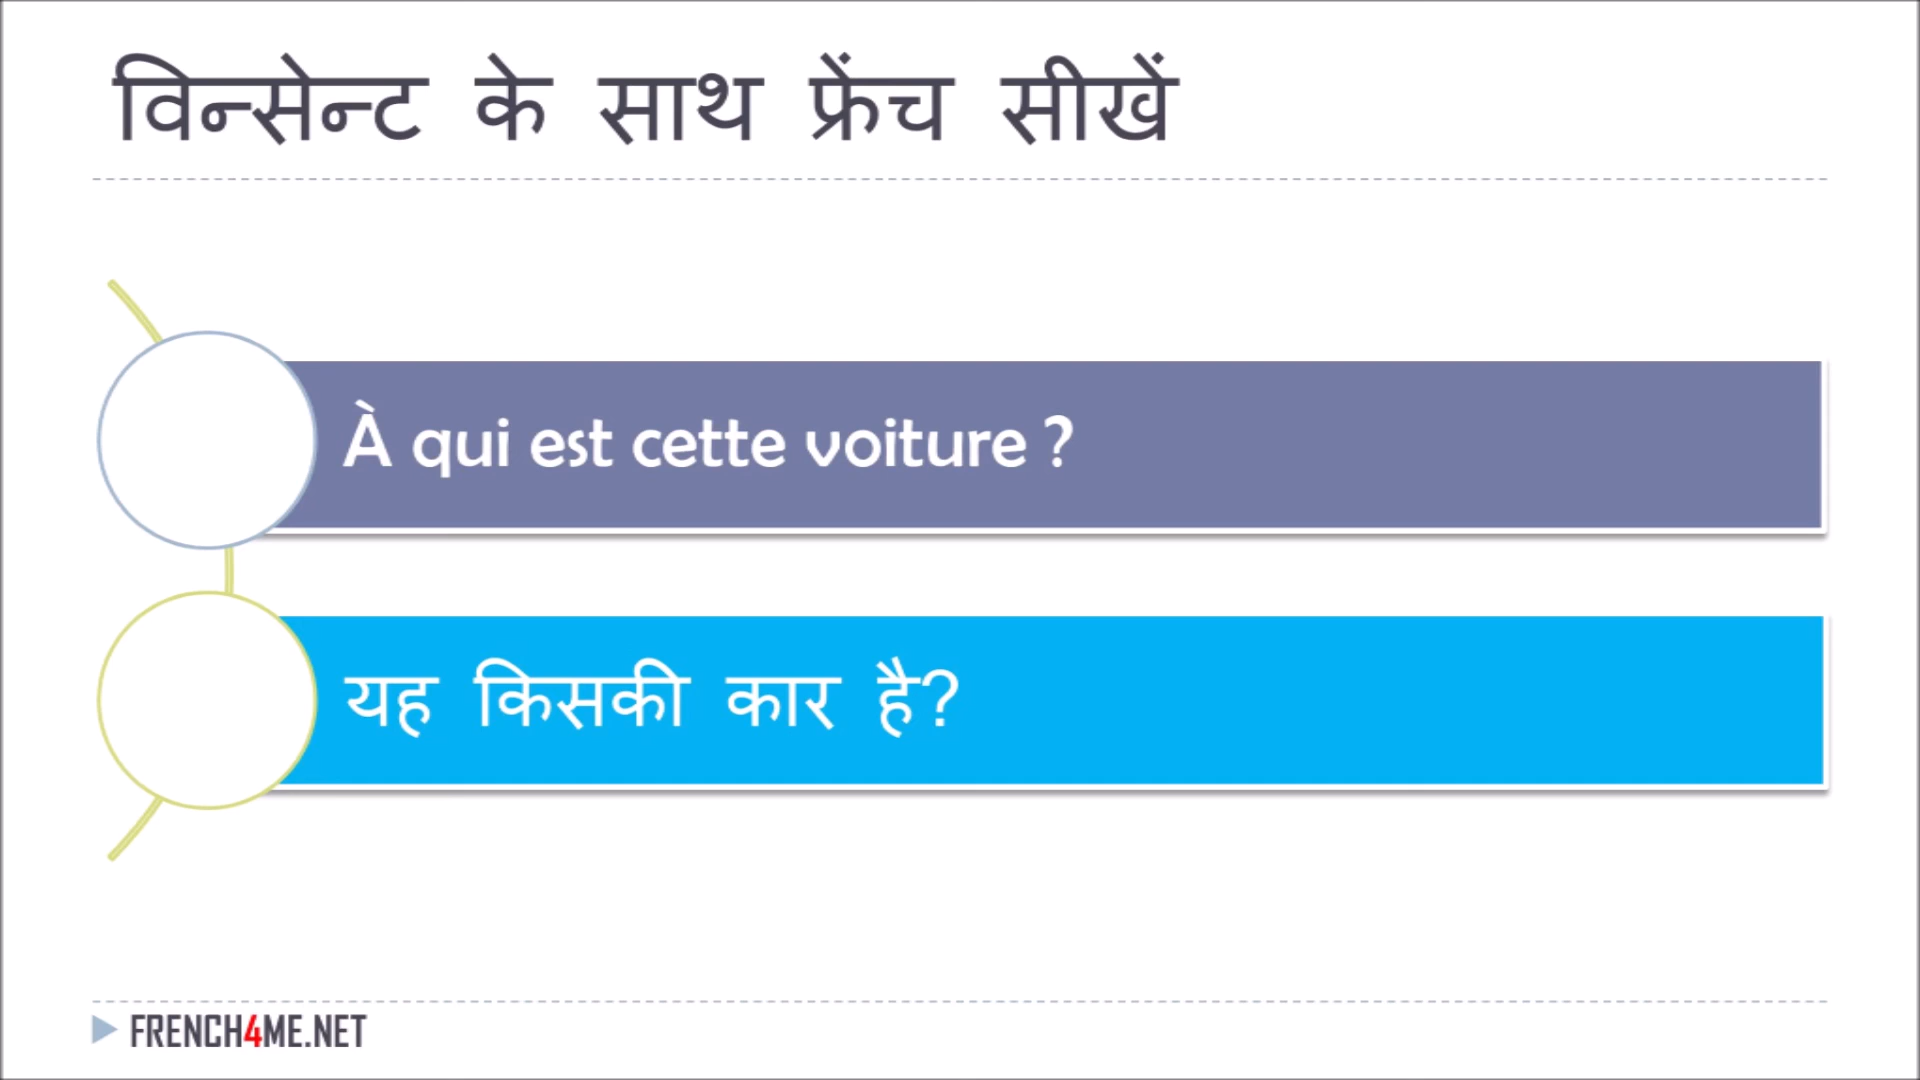 विन्सेन्ट के साथ फ्रेंच सीखें
À qui est cette voiture ?
यह किसकी कार है?
FRENCH4ME.NET